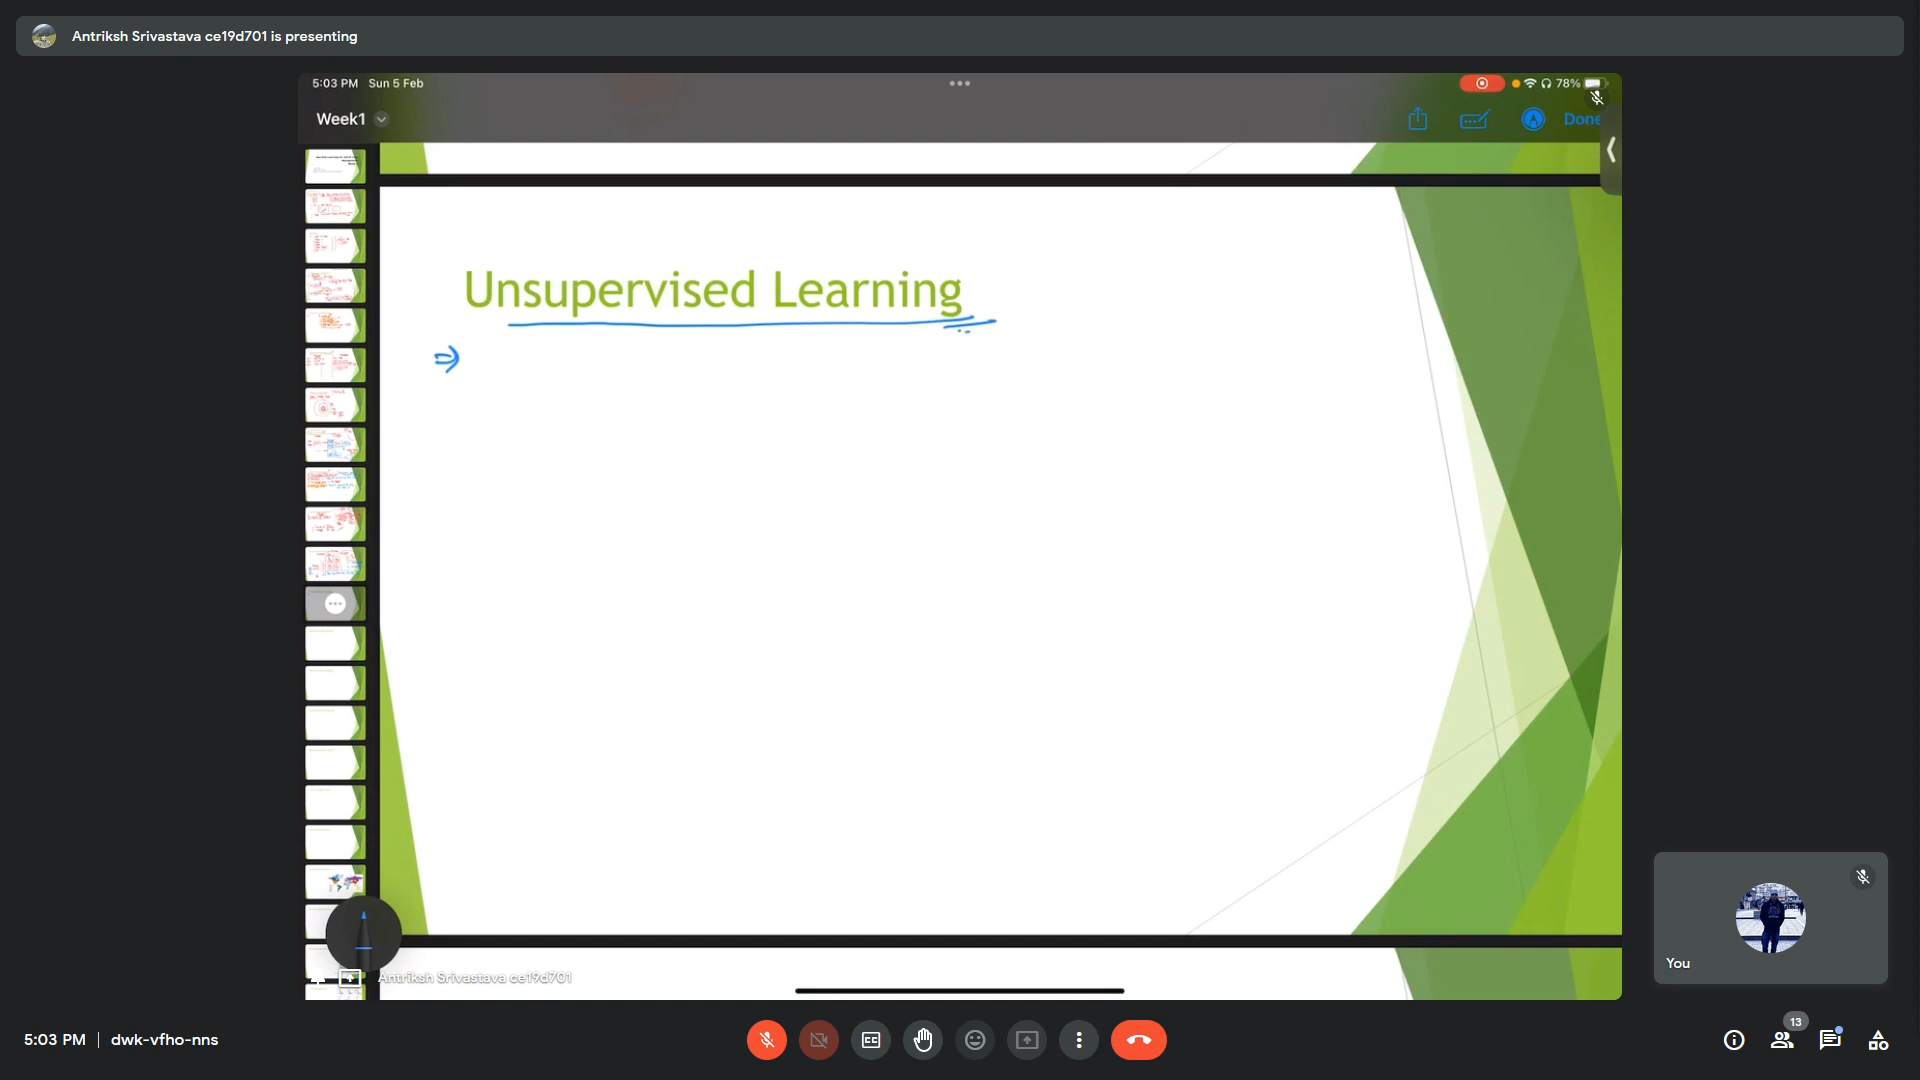 Antriksh Srivastava ce19d701 is presenting
5:03 PM Sun 5 Feb
78%
Week1
Done
Unsupervised Learning
Antriksh Srivastava ce19d701
You
5:03 PM | dwk-vfho-nns
CC
13